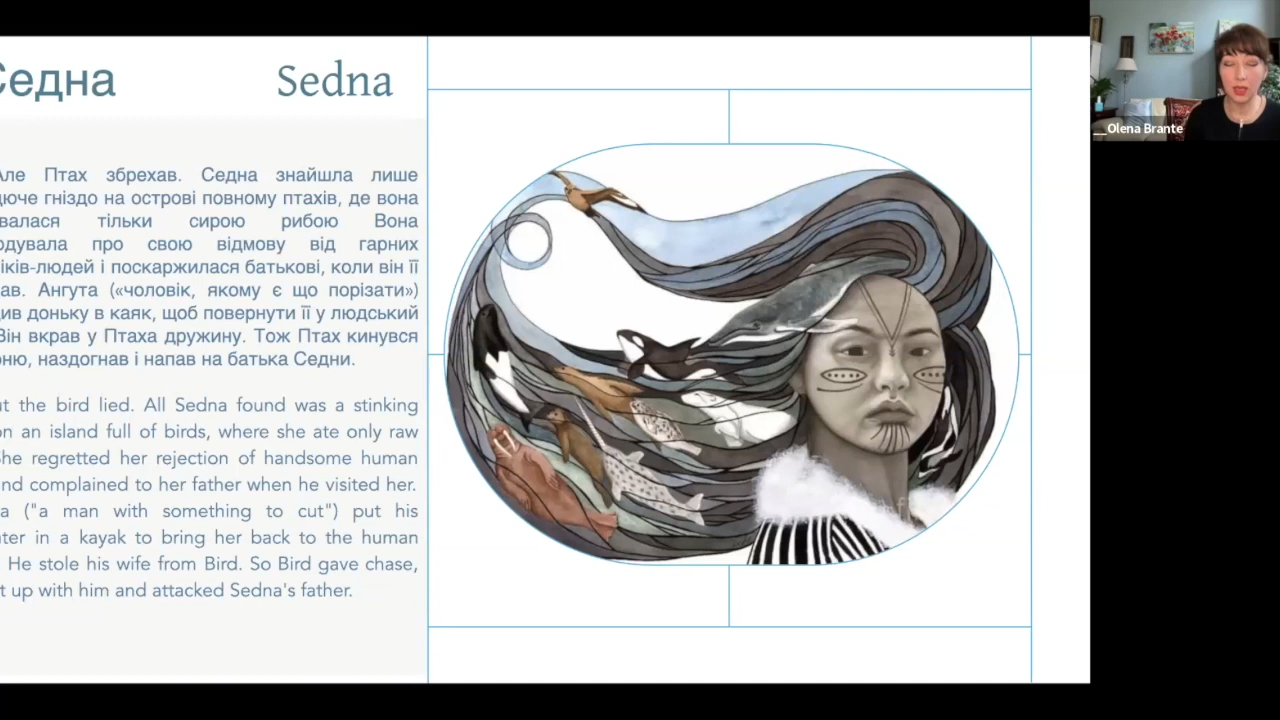 Седна
Sedna
Але Птах збрехав. Седна знайшла лише
гніздо на острові повному птахів, де вона
тільки сирою рибою Вона
про свою відмову від гарних
і поскаржилася батькові, коли він її
Ангута («чоловік, якому є що порізати»)
доньку в каяк, щоб повернути її у людський
Він вкрав у Птаха дружину. Тож Птах кинувся
наздогнав і напав на батька Седни.
the bird lied. All Sedna found was a stinking
on an island full of birds, where she ate only raw
She regretted her rejection of handsome human
and complained to her father when he visited her.
("a man with something to cut") put his
in a kayak to bring her back to the human
He stole his wife from Bird. So Bird gave chase,
up with him and attacked Sedna's father.
__Olena Brante